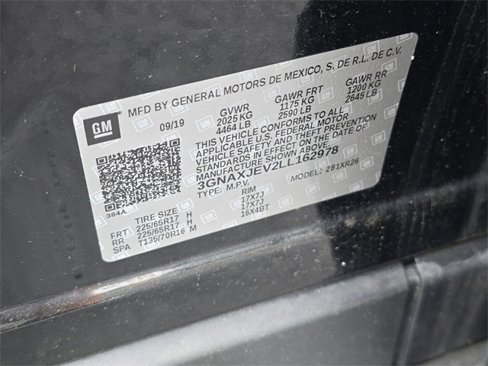 MFD BY GENERAL MOTORS DE MEXICO, S. DE R.L. DE C.V.
GM
09/19 GVWR GAWR FRT GAWR RR
2025 KG 1175 KG 1200 KG
4464 LB 2590 LB 2645 LB
THIS VEHICLE CONFORMS TO ALL
APPLICABLE U.S. FEDERAL MOTOR
VEHICLE SAFETY AND THEFT PREVENTION
STANDARDS IN EFFECT ON THE DATE OF
MANUFACTURE SHOWN ABOVE.
3GNAXJEV2LL162978
TYPE: M.P.V. MODEL: 281XR26
384A
TIRE SIZE RIM
FRT 225/65R17 H 17X7J
RR 225/65R17 H 17X7J
SPA T135/70R16 M 16X4BT